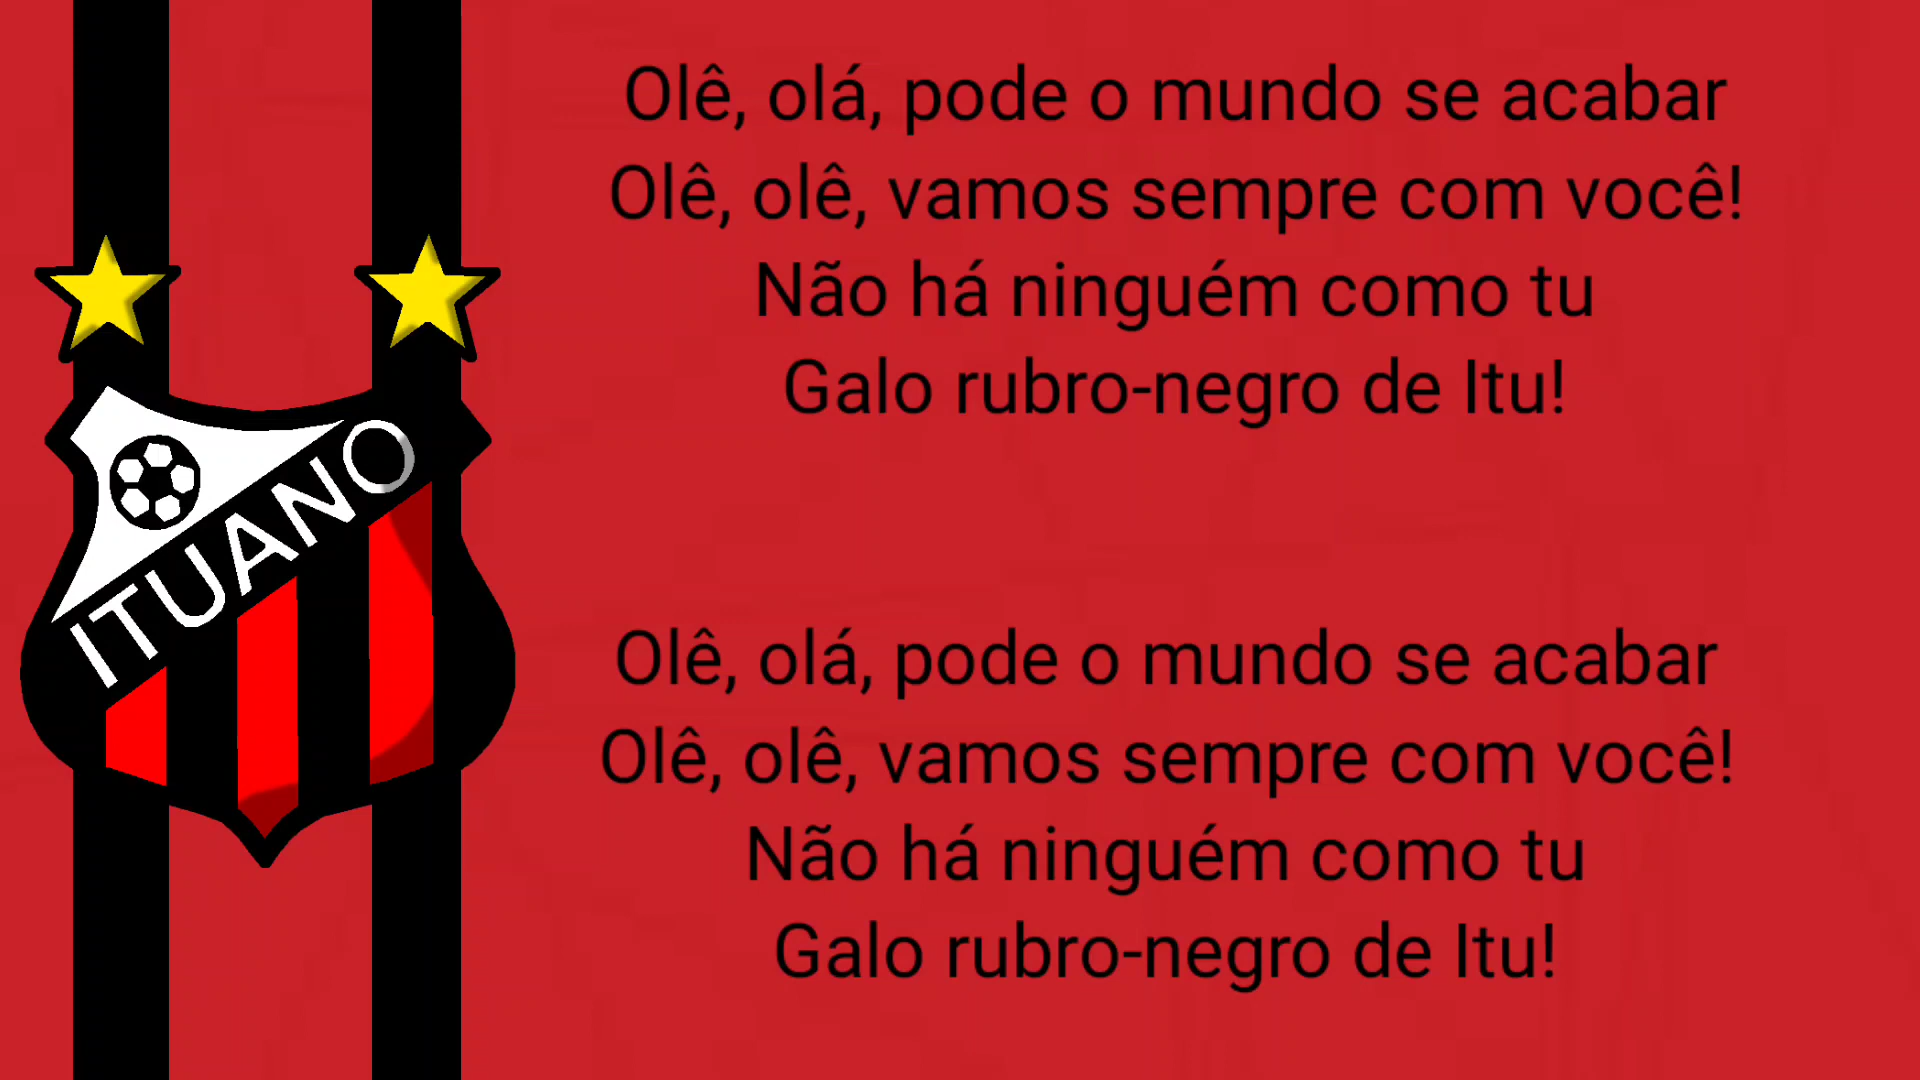 ITUANO
Olê, olá, pode o mundo se acabar
Olê, olê, vamos sempre com você!
Não há ninguém como tu
Galo rubro-negro de Itu!
Olê, olá, pode o mundo se acabar
Olê, olê, vamos sempre com você!
Não há ninguém como tu
Galo rubro-negro de Itu!